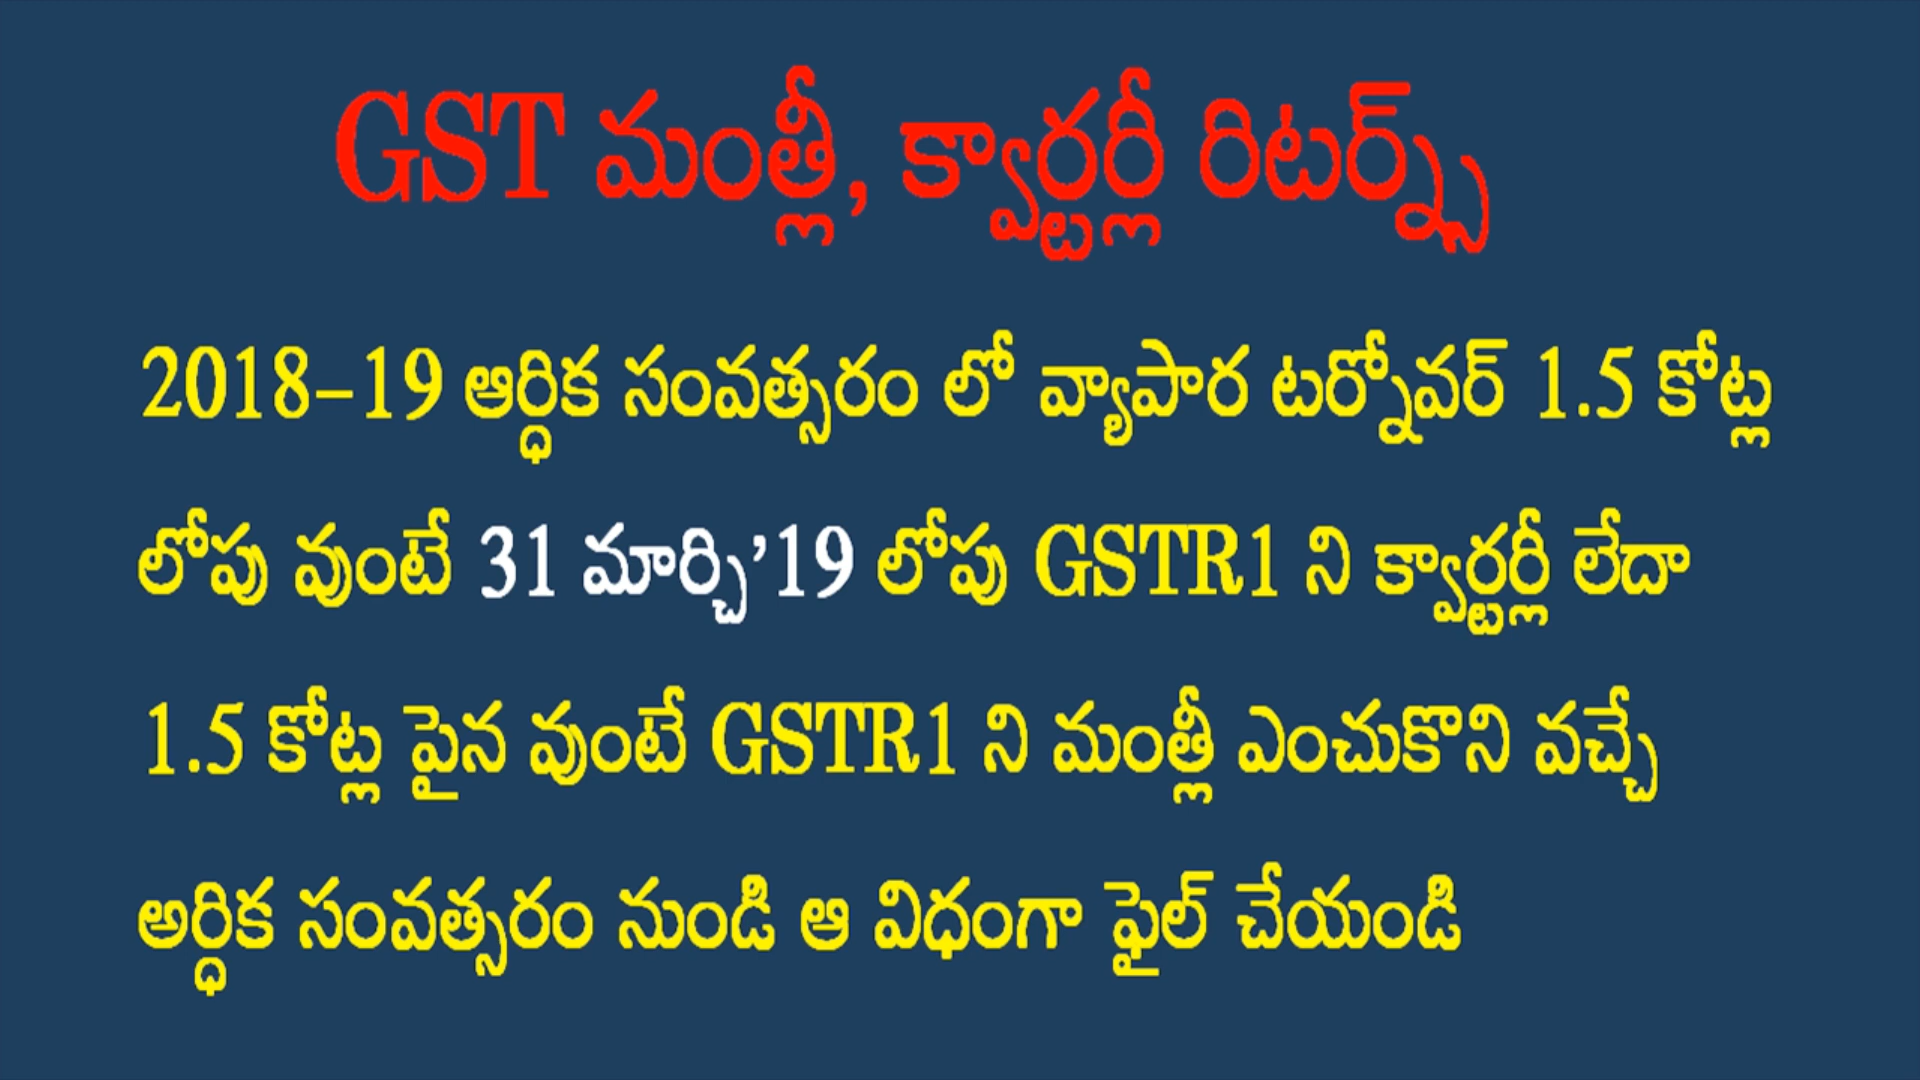 GST మంత్లీ, క్వార్టర్లీ రిటర్న్స్
2018-19 ఆర్ధిక సంవత్సరం లో వ్యాపార టర్నోవర్ 1.5 కోట్ల
లోపు వుంటే 31 మార్చి'19 లోపు GSTR1 ని క్వార్టర్లీ లేదా
1.5 కోట్ల పైన వుంటే GSTR1 ని మంత్లీ ఎంచుకొని వచ్చే
అర్ధిక సంవత్సరం నుండి ఆ విధంగా ఫైల్ చేయండి